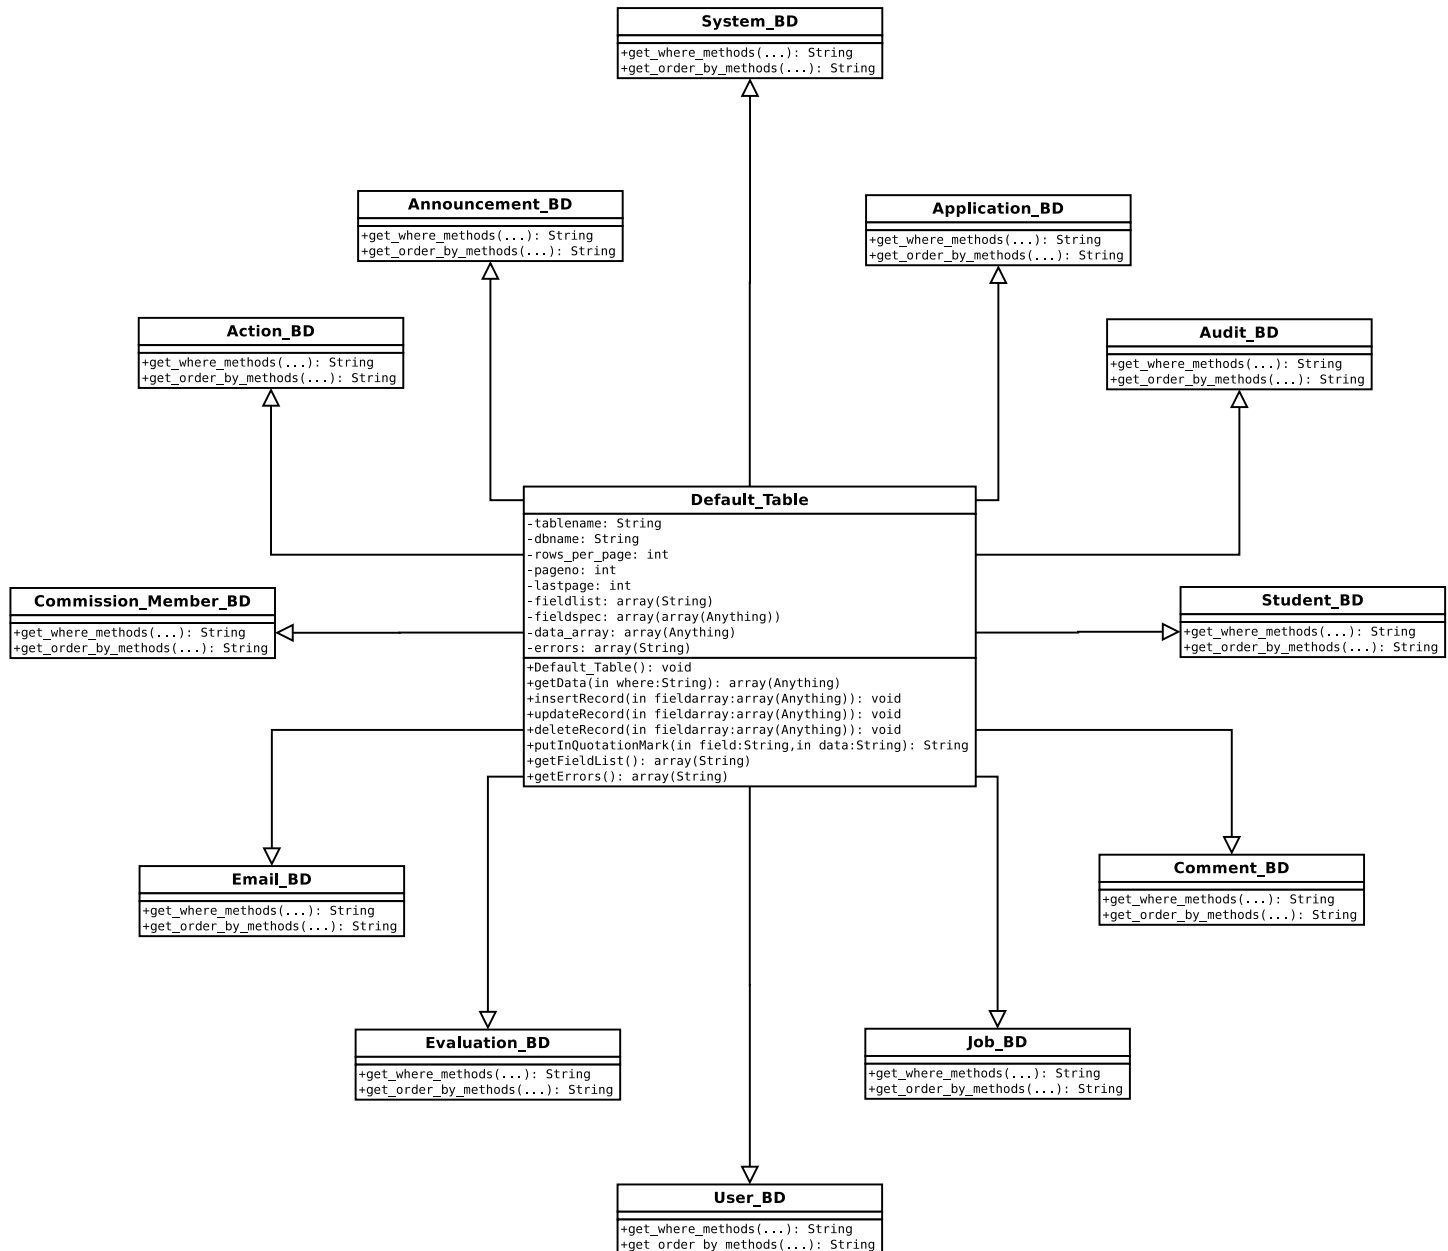 System_BD
+get_where_methods(...): String
+get_order_by_methods(...): String
Announcement_BD
+get_where_methods(...): String
+get_order_by_methods(...): String
Application_BD
+get_where_methods(...): String
+get_order_by_methods(...): String
Action_BD
+get_where_methods(...): String
+get_order_by_methods(...): String
Audit_BD
+get_where_methods(...): String
+get_order_by_methods(...): String
Default_Table
-tablename: String
-dbname: String
-rows_per_page: int
-pageno: int
-lastpage: int
-fieldlist: array(String)
-fieldspec: array(array(Anything))
-data_array: array(Anything)
-errors: array(String)
+Default_Table(): void
+getData(in where:String): array(Anything)
+insertRecord(in fieldarray:array(Anything)): void
+updateRecord(in fieldarray:array(Anything)): void
+deleteRecord(in fieldarray:array(Anything)): void
+putInQuotationMark(in field:String,in data:String): String
+getFieldList(): array(String)
+getErrors(): array(String)
Commission_Member_BD
+get_where_methods(...): String
+get_order_by_methods(...): String
Student_BD
+get_where_methods(...): String
+get_order_by_methods(...): String
Email_BD
+get_where_methods(...): String
+get_order_by_methods(...): String
Comment_BD
+get_where_methods(...): String
+get_order_by_methods(...): String
Evaluation_BD
+get_where_methods(...): String
+get_order_by_methods(...): String
Job_BD
+get_where_methods(...): String
+get_order_by_methods(...): String
User_BD
+get_where_methods(...): String
+get_order_by_methods(...): String